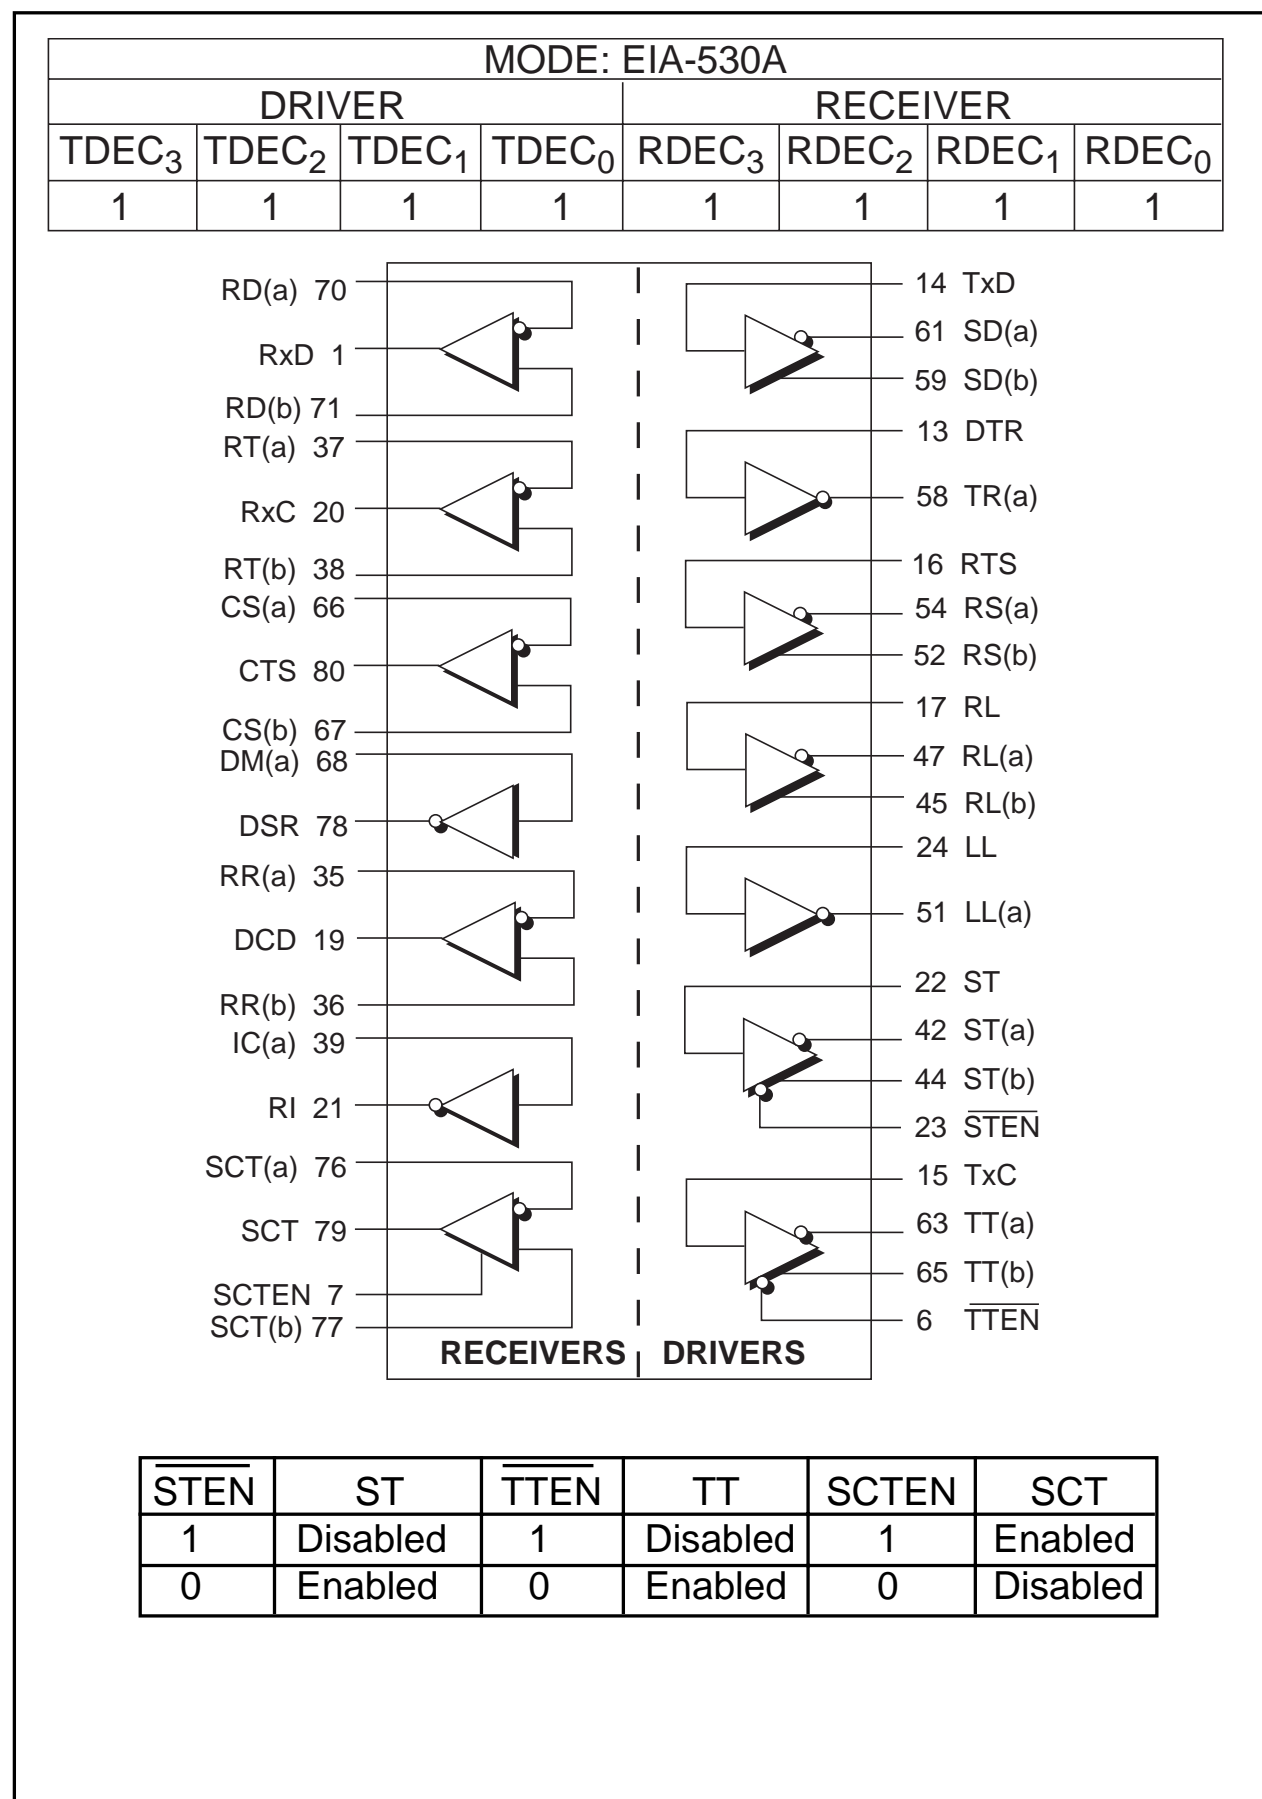 MODE: EIA-530A
DRIVER RECEIVER
TDEC3 TDEC2 TDEC1 TDEC0 RDEC3 RDEC2 RDEC1 RDEC0
1 1 1 1 1 1 1 1
RD(a) 70
RxD 1
RD(b) 71
RT(a) 37
RxC 20
RT(b) 38
CS(a) 66
CTS 80
CS(b) 67
DM(a) 68
DSR 78
RR(a) 35
DCD 19
RR(b) 36
IC(a) 39
RI 21
SCT(a) 76
SCT 79
SCTEN 7
SCT(b) 77
14 TxD
61 SD(a)
59 SD(b)
13 DTR
58 TR(a)
16 RTS
54 RS(a)
52 RS(b)
17 RL
47 RL(a)
45 RL(b)
24 LL
51 LL(a)
22 ST
42 ST(a)
44 ST(b)
23 S̅T̅E̅N̅
15 TxC
63 TT(a)
65 TT(b)
6 T̅T̅E̅N̅
RECEIVERS DRIVERS
S̅T̅E̅N̅ ST T̅T̅E̅N̅ TT SCTEN SCT
1 Disabled 1 Disabled 1 Enabled
0 Enabled 0 Enabled 0 Disabled